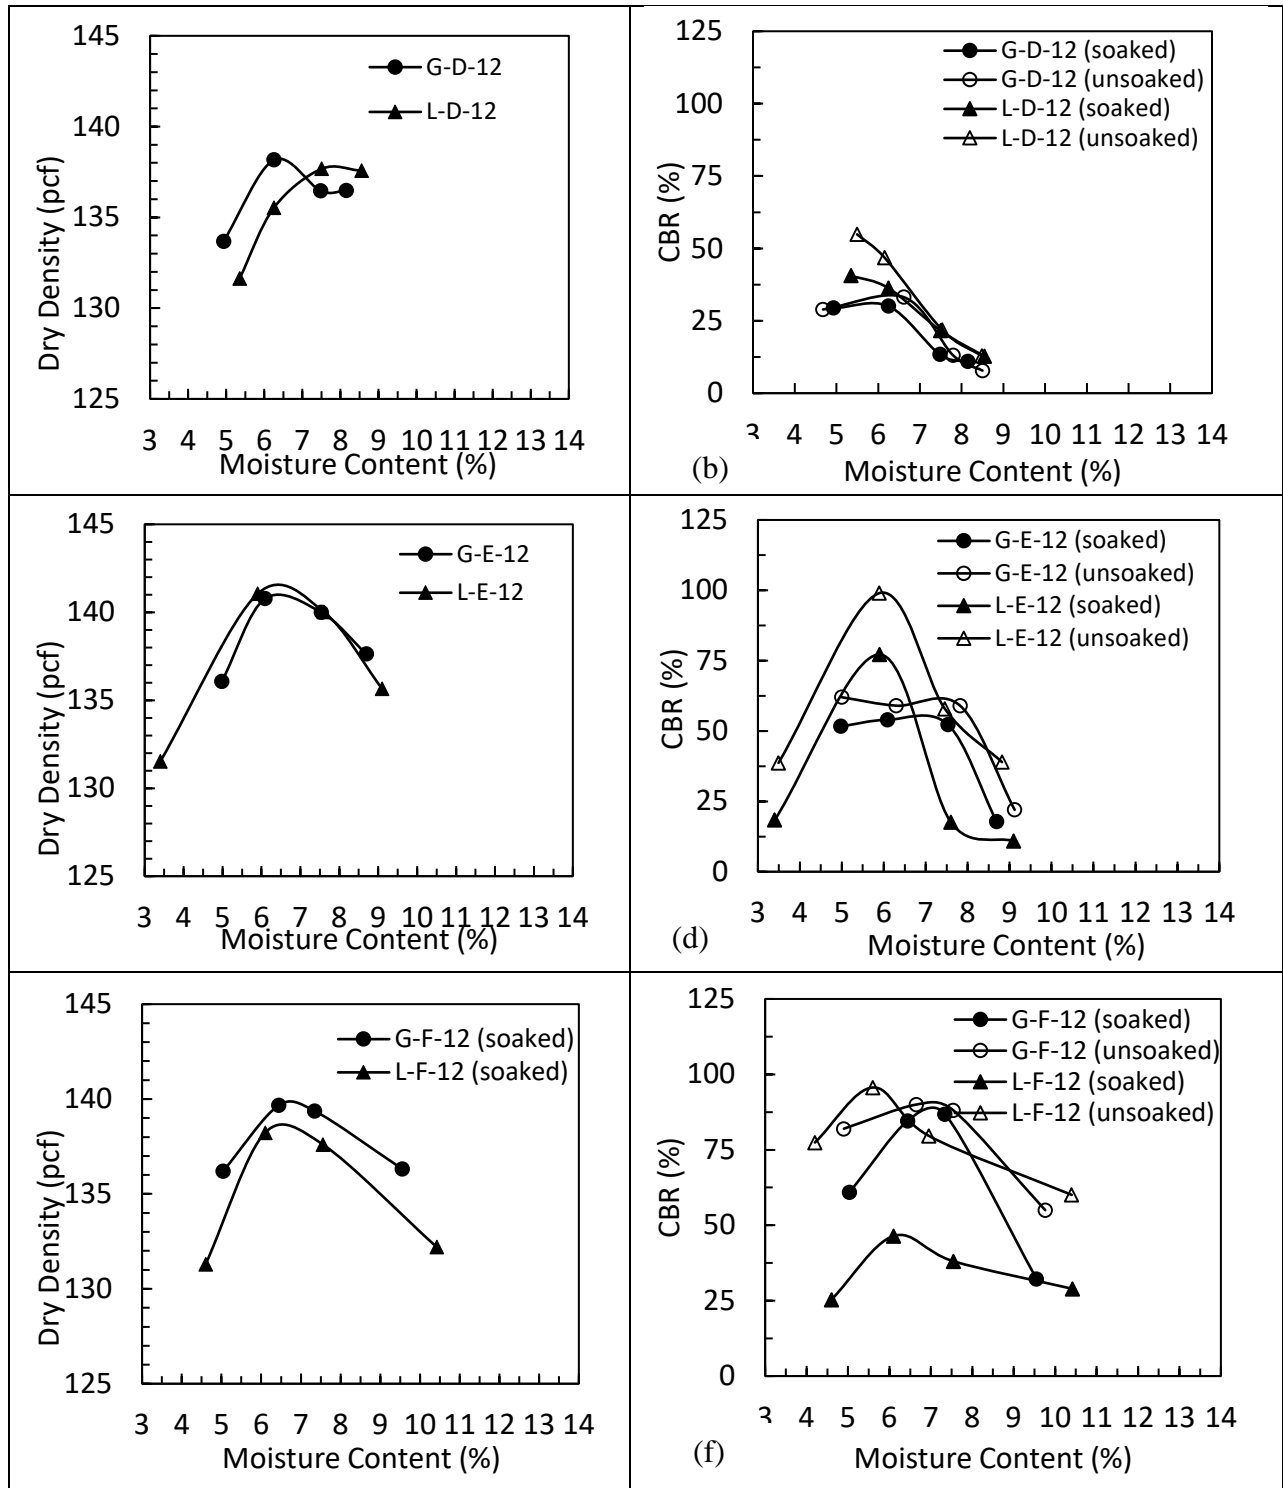 145
140
135
130
125
Dry Density (pcf)
G-D-12
L-D-12
3 4 5 6 7 8 9 10 11 12 13 14
Moisture Content (%)
125
100
75
50
25
0
CBR (%)
G-D-12 (soaked)
G-D-12 (unsoaked)
L-D-12 (soaked)
L-D-12 (unsoaked)
3 4 5 6 7 8 9 10 11 12 13 14
(b)
Moisture Content (%)
145
140
135
130
125
Dry Density (pcf)
G-E-12
L-E-12
3 4 5 6 7 8 9 10 11 12 13 14
Moisture Content (%)
125
100
75
50
25
0
CBR (%)
G-E-12 (soaked)
G-E-12 (unsoaked)
L-E-12 (soaked)
L-E-12 (unsoaked)
3 4 5 6 7 8 9 10 11 12 13 14
(d)
Moisture Content (%)
145
140
135
130
125
Dry Density (pcf)
G-F-12 (soaked)
L-F-12 (soaked)
3 4 5 6 7 8 9 10 11 12 13 14
Moisture Content (%)
125
100
75
50
25
0
CBR (%)
G-F-12 (soaked)
G-F-12 (unsoaked)
L-F-12 (soaked)
L-F-12 (unsoaked)
3 4 5 6 7 8 9 10 11 12 13 14
(f)
Moisture Content (%)